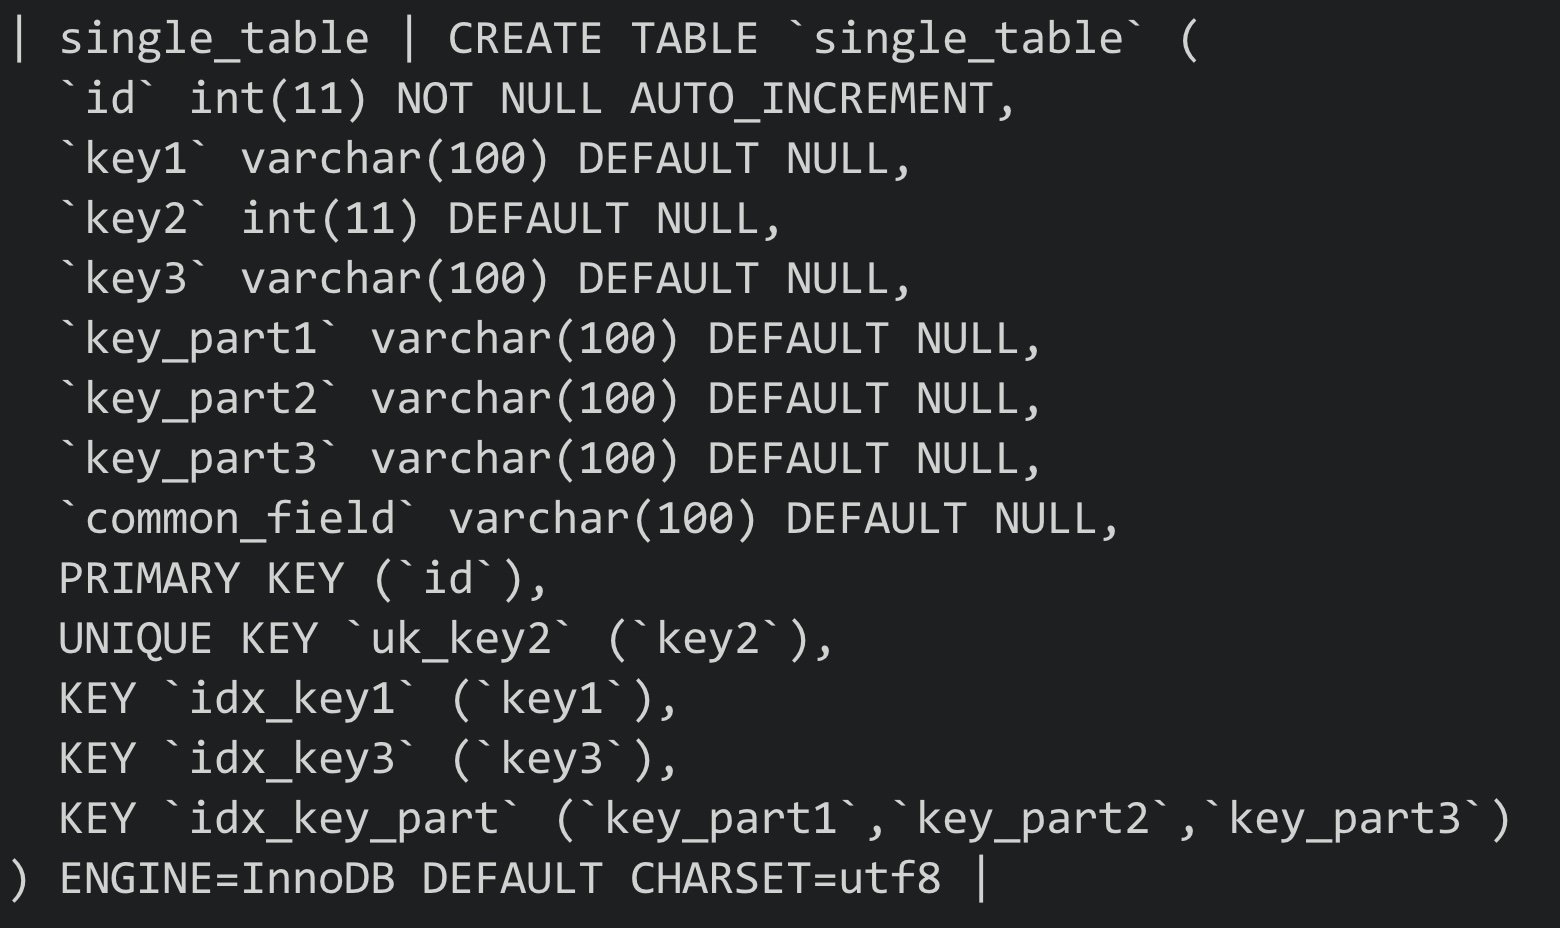 | single_table | CREATE TABLE `single_table` (
  `id` int(11) NOT NULL AUTO_INCREMENT,
  `key1` varchar(100) DEFAULT NULL,
  `key2` int(11) DEFAULT NULL,
  `key3` varchar(100) DEFAULT NULL,
  `key_part1` varchar(100) DEFAULT NULL,
  `key_part2` varchar(100) DEFAULT NULL,
  `key_part3` varchar(100) DEFAULT NULL,
  `common_field` varchar(100) DEFAULT NULL,
  PRIMARY KEY (`id`),
  UNIQUE KEY `uk_key2` (`key2`),
  KEY `idx_key1` (`key1`),
  KEY `idx_key3` (`key3`),
  KEY `idx_key_part` (`key_part1`,`key_part2`,`key_part3`)
) ENGINE=InnoDB DEFAULT CHARSET=utf8 |